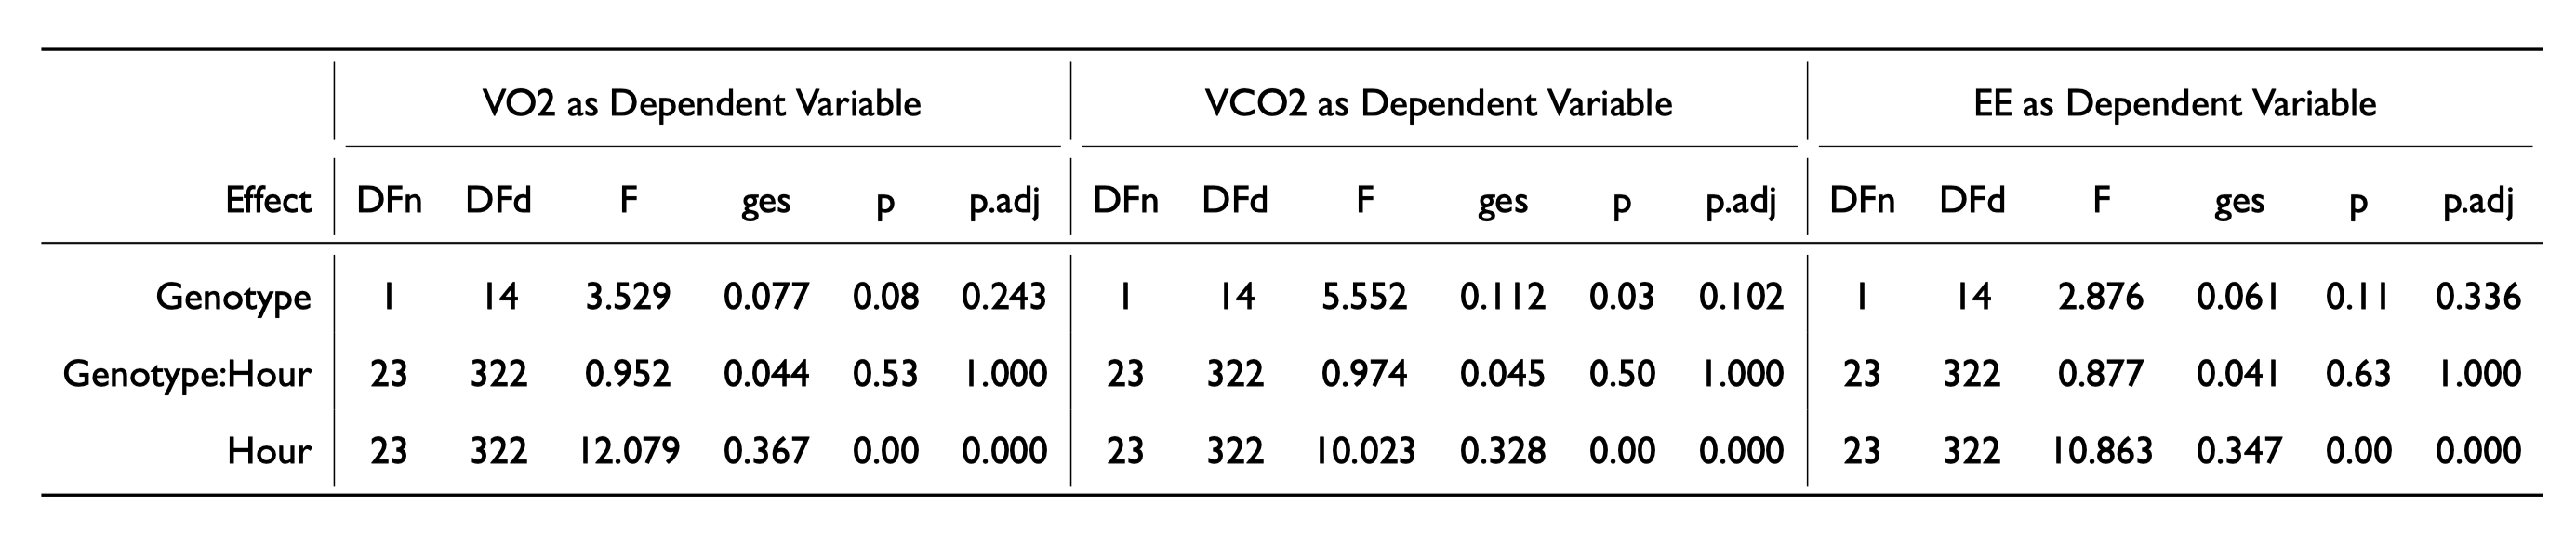 VO2 as Dependent Variable VCO2 as Dependent Variable EE as Dependent Variable
Effect DFn DFd F ges p p.adj DFn DFd F ges p p.adj DFn DFd F ges p p.adj
Genotype 1 14 3.529 0.077 0.08 0.243 1 14 5.552 0.112 0.03 0.102 1 14 2.876 0.061 0.11 0.336
Genotype:Hour 23 322 0.952 0.044 0.53 1.000 23 322 0.974 0.045 0.50 1.000 23 322 0.877 0.041 0.63 1.000
Hour 23 322 12.079 0.367 0.00 0.000 23 322 10.023 0.328 0.00 0.000 23 322 10.863 0.347 0.00 0.000